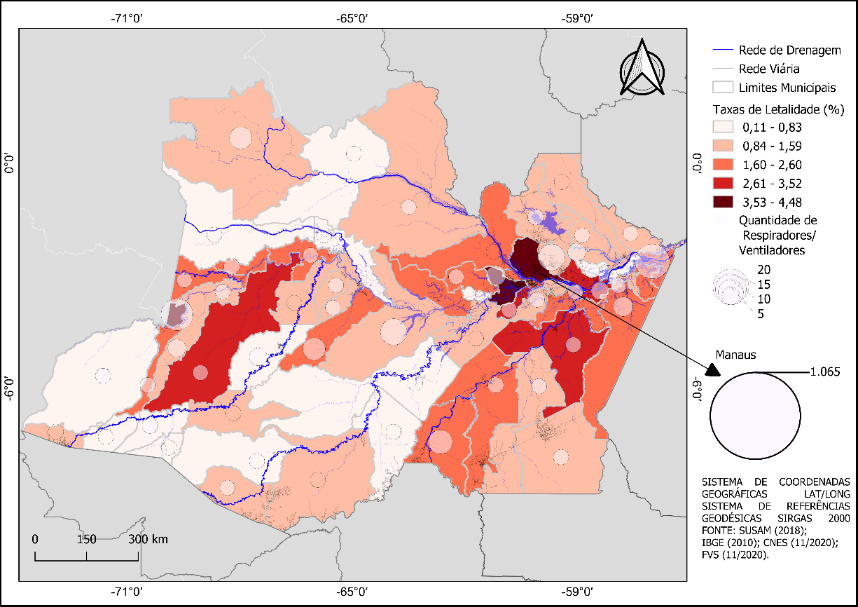 -71°0' -65°0' -59°0'
0°0'
0°0'
-6°0'
-6°0'
Rede de Drenagem
Rede Viária
Limites Municipais
Taxas de Letalidade (%)
0,11 - 0,83
0,84 - 1,59
1,60 - 2,60
2,61 - 3,52
3,53 - 4,48
Quantidade de
Respiradores/
Ventiladores
20
15
10
5
Manaus
1.065
SISTEMA DE COORDENADAS
GEOGRÁFICAS LAT/LONG
SISTEMA DE REFERÊNCIAS
GEODÉSICAS SIRGAS 2000
FONTE: SUSAM (2018);
IBGE (2010); CNES (11/2020);
FVS (11/2020).
0 150 300 km
-71°0' -65°0' -59°0'